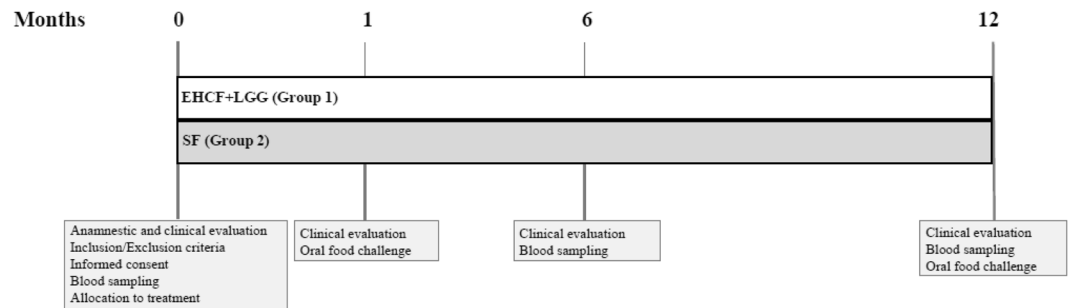 Months 0 1 6 12
EHCF+LGG (Group 1)
SF (Group 2)
Anamnestic and clinical evaluation
Inclusion/Exclusion criteria
Informed consent
Blood sampling
Allocation to treatment
Clinical evaluation
Oral food challenge
Clinical evaluation
Blood sampling
Clinical evaluation
Blood sampling
Oral food challenge